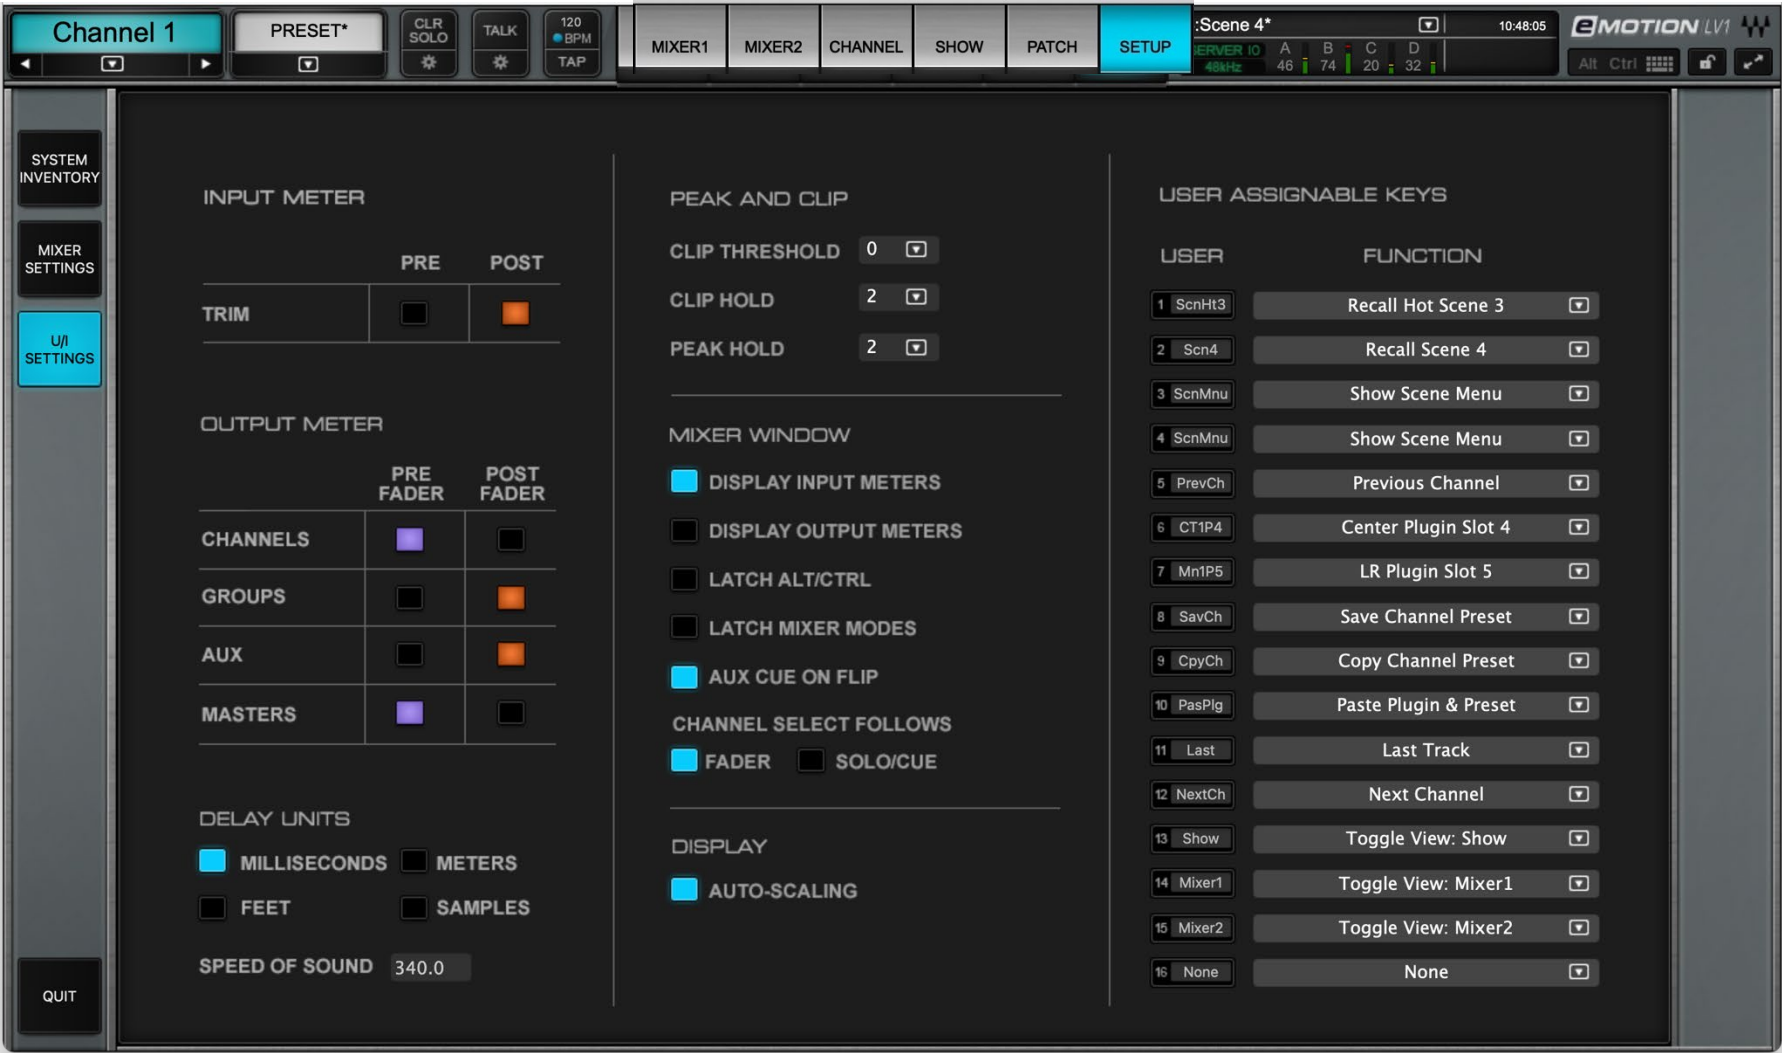 Channel 1
PRESET*
CLR
SOLO
TALK
120
BPM
TAP
MIXER1
MIXER2
CHANNEL
SHOW
PATCH
SETUP
:Scene 4*
10:48:05
SERVER IO
48kHz
A B C D
46 74 20 32
eMOTION LV1
Alt Ctrl
SYSTEM
INVENTORY
MIXER
SETTINGS
U/I
SETTINGS
QUIT
INPUT METER
PRE POST
TRIM
OUTPUT METER
PRE
FADER
POST
FADER
CHANNELS
GROUPS
AUX
MASTERS
DELAY UNITS
MILLISECONDS METERS
FEET SAMPLES
SPEED OF SOUND 340.0
PEAK AND CLIP
CLIP THRESHOLD 0
CLIP HOLD 2
PEAK HOLD 2
MIXER WINDOW
DISPLAY INPUT METERS
DISPLAY OUTPUT METERS
LATCH ALT/CTRL
LATCH MIXER MODES
AUX CUE ON FLIP
CHANNEL SELECT FOLLOWS
FADER SOLO/CUE
DISPLAY
AUTO-SCALING
USER ASSIGNABLE KEYS
USER FUNCTION
1 ScnHt3 Recall Hot Scene 3
2 Scn4 Recall Scene 4
3 ScnMnu Show Scene Menu
4 ScnMnu Show Scene Menu
5 PrevCh Previous Channel
6 CT1P4 Center Plugin Slot 4
7 Mn1P5 LR Plugin Slot 5
8 SavCh Save Channel Preset
9 CpyCh Copy Channel Preset
10 PasPlg Paste Plugin & Preset
11 Last Last Track
12 NextCh Next Channel
13 Show Toggle View: Show
14 Mixer1 Toggle View: Mixer1
15 Mixer2 Toggle View: Mixer2
16 None None